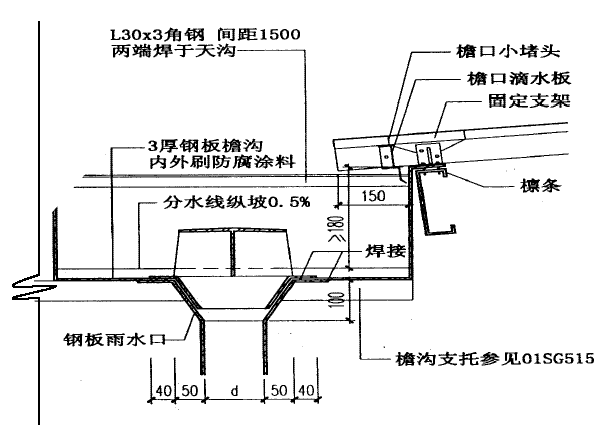 L30x3角钢 间距1500
两端焊于天沟
檐口小堵头
檐口滴水板
固定支架
3厚钢板檐沟
内外刷防腐涂料
檩条
150
分水线纵坡0.5%
≥180
焊接
100
钢板雨水口
檐沟支托参见01SG515
40 50 d 50 40